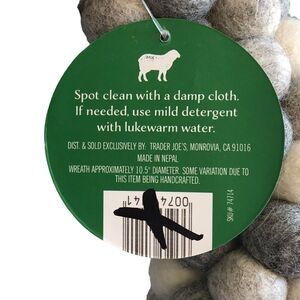 Spot clean with a damp cloth.
If needed, use mild detergent
with lukewarm water.
DIST. & SOLD EXCLUSIVELY BY: TRADER JOE'S, MONROVIA, CA 91016
MADE IN NEPAL
WREATH APPROXIMATELY 10.5" DIAMETER. SOME VARIATION DUE TO
THIS ITEM BEING HANDCRAFTED.
SKU# 74714